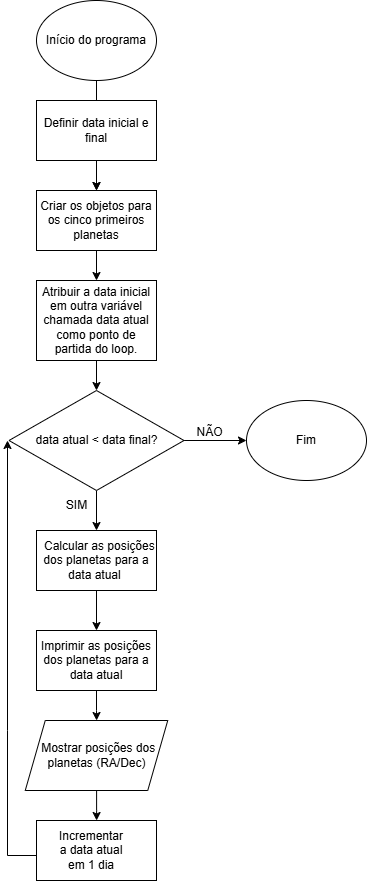 Início do programa
Definir data inicial e
final
Criar os objetos para
os cinco primeiros
planetas
Atribuir a data inicial
em outra variável
chamada data atual
como ponto de
partida do loop.
data atual < data final?
NÃO
Fim
SIM
Calcular as posições
dos planetas para a
data atual
Imprimir as posições
dos planetas para a
data atual
Mostrar posições dos
planetas (RA/Dec)
Incrementar
a data atual
em 1 dia